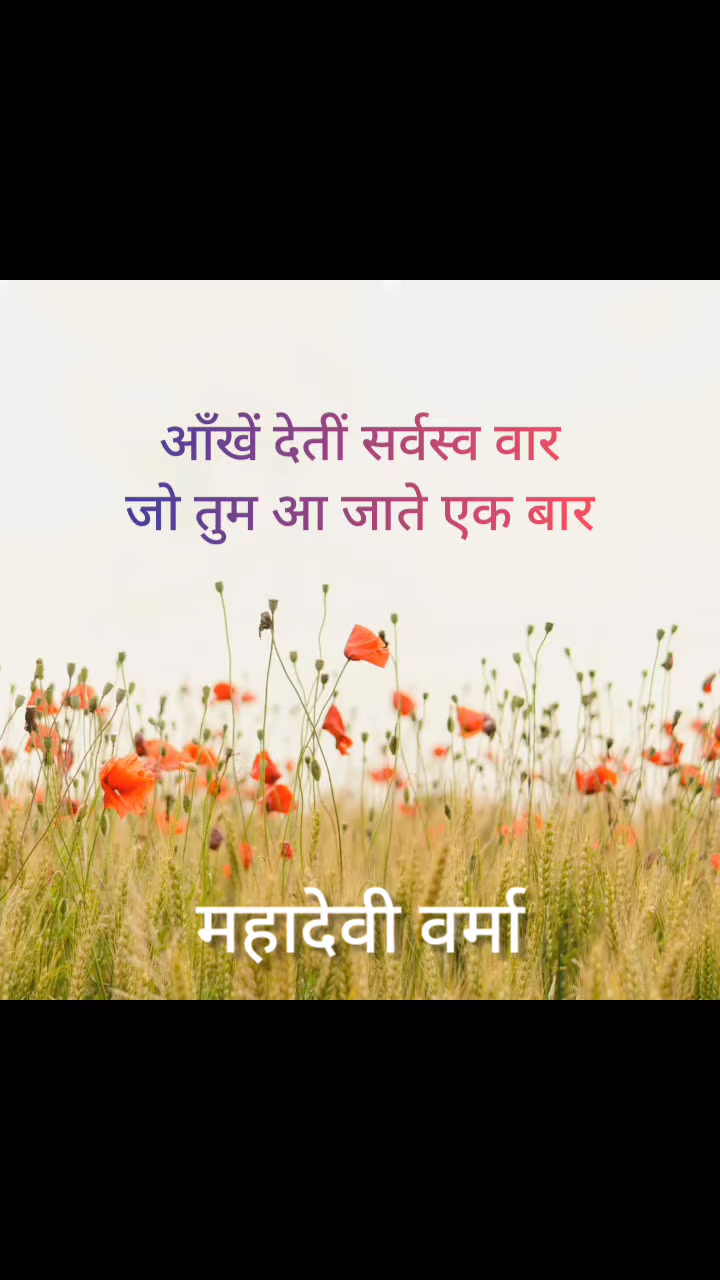 आँखें देतीं सर्वस्व वार
जो तुम आ जाते एक बार
महादेवी वर्मा